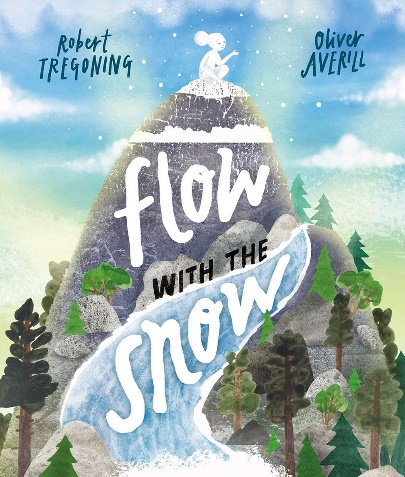 Robert
TREGONING
Oliver
AVERILL
flow
WITH THE
snow